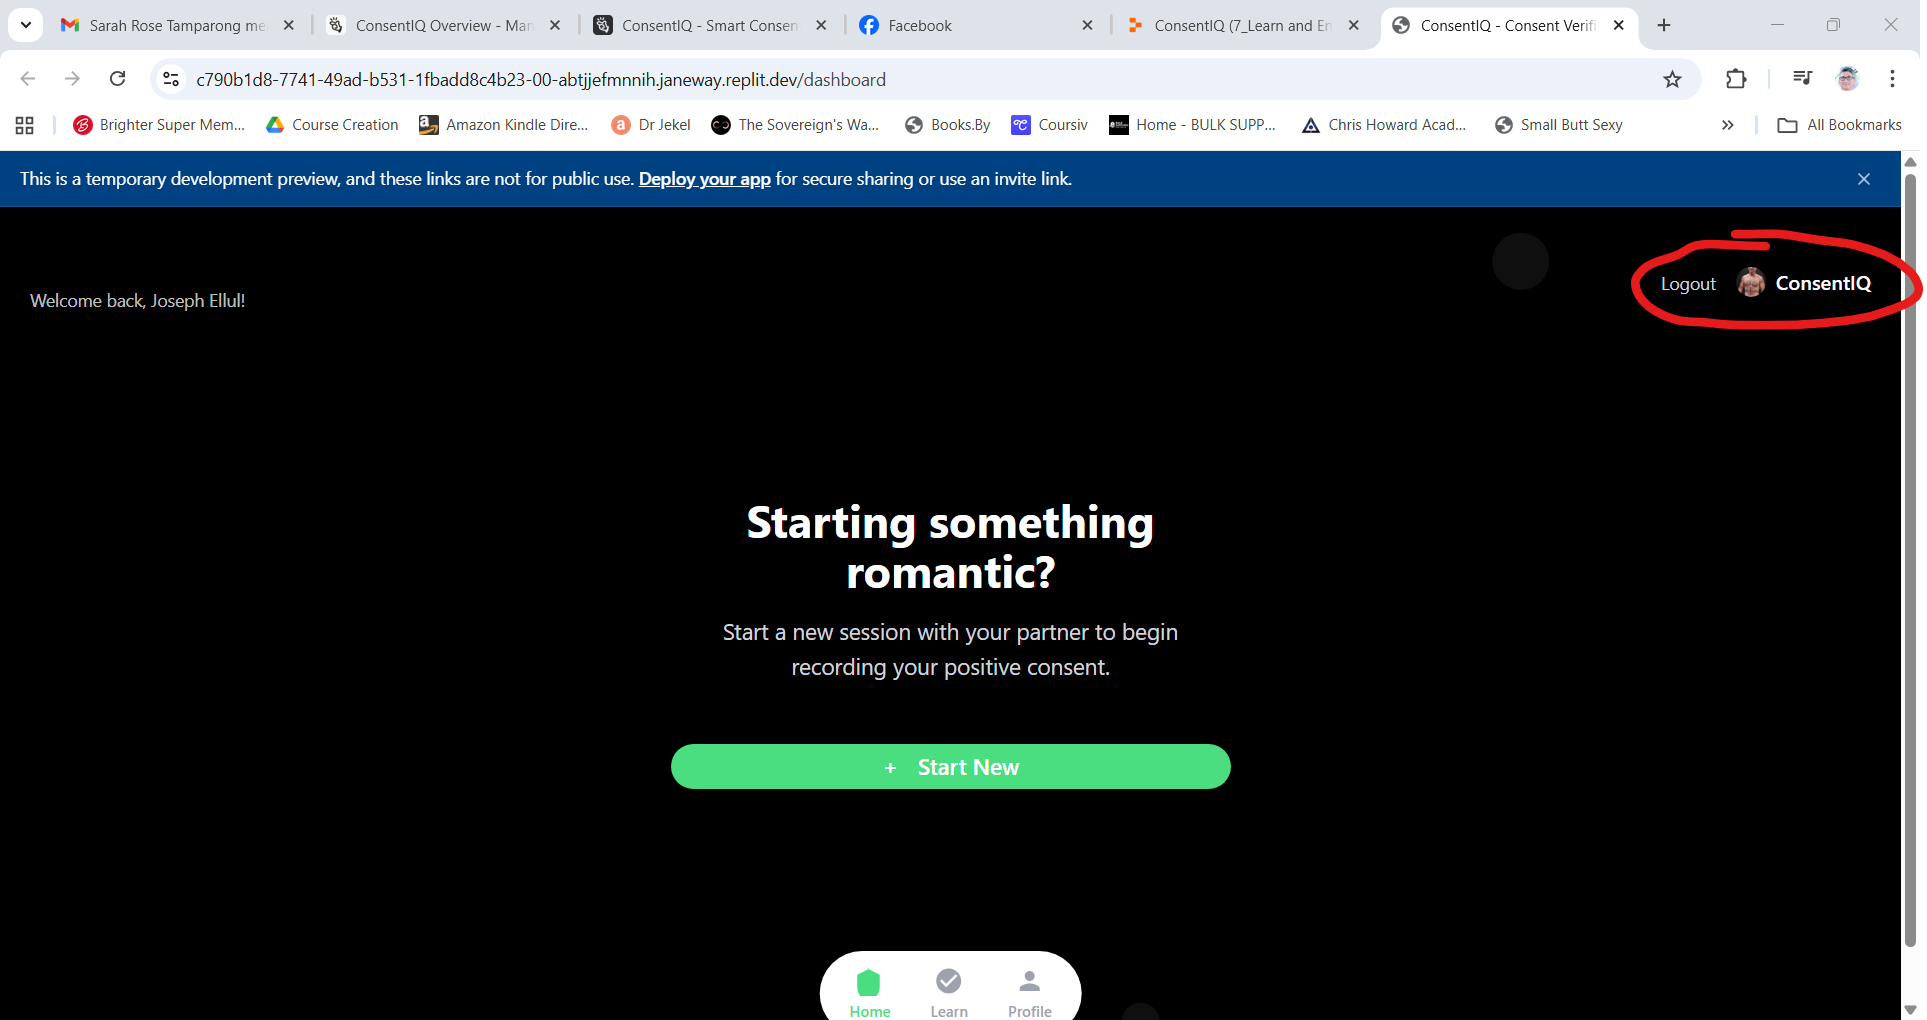 Sarah Rose Tamparong me
ConsentIQ Overview - Man
ConsentIQ - Smart Consen
Facebook
ConsentIQ (7_Learn and En
ConsentIQ - Consent Verifi
c790b1d8-7741-49ad-b531-1fbadd8c4b23-00-abtjjefmnnih.janeway.replit.dev/dashboard
Brighter Super Mem...
Course Creation
Amazon Kindle Dire...
Dr Jekel
The Sovereign's Wa...
Books.By
Coursiv
Home - BULK SUPP...
Chris Howard Acad...
Small Butt Sexy
All Bookmarks
This is a temporary development preview, and these links are not for public use. Deploy your app for secure sharing or use an invite link.
Logout
ConsentIQ
Welcome back, Joseph Ellul!
Starting something
romantic?
Start a new session with your partner to begin
recording your positive consent.
+ Start New
Home
Learn
Profile